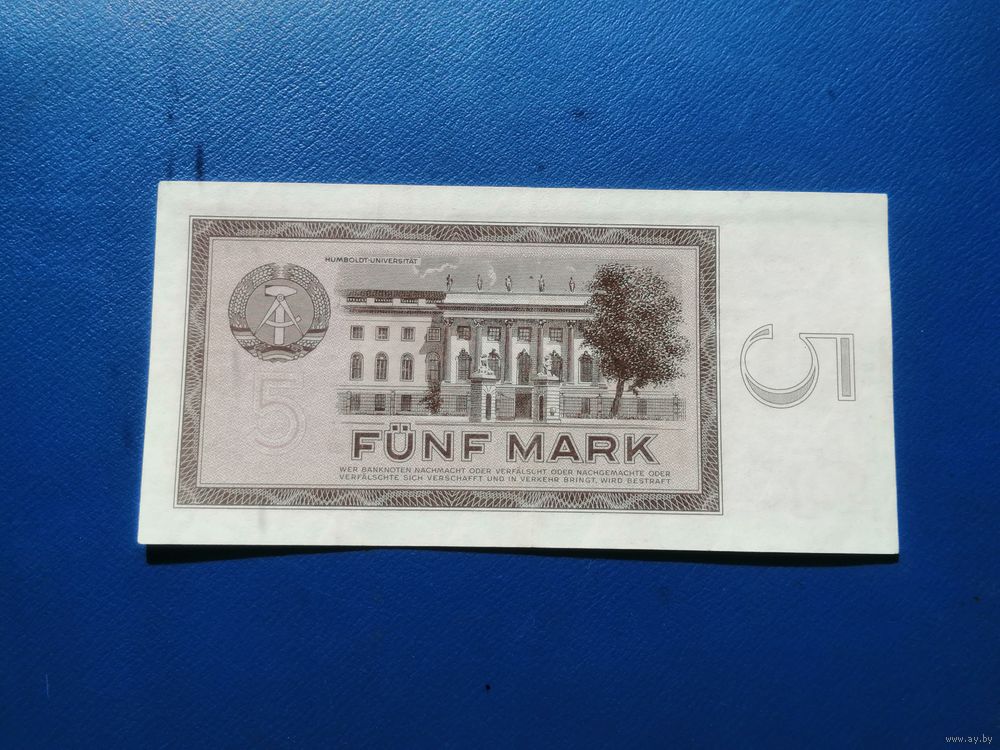 HUMBOLDT-UNIVERSITÄT
5
5
FÜNF MARK
WER BANKNOTEN NACHMACHT ODER VERFÄLSCHT ODER NACHGEMACHTE ODER
VERFÄLSCHTE SICH VERSCHAFFT UND IN VERKEHR BRINGT, WIRD BESTRAFT
www.ay.by